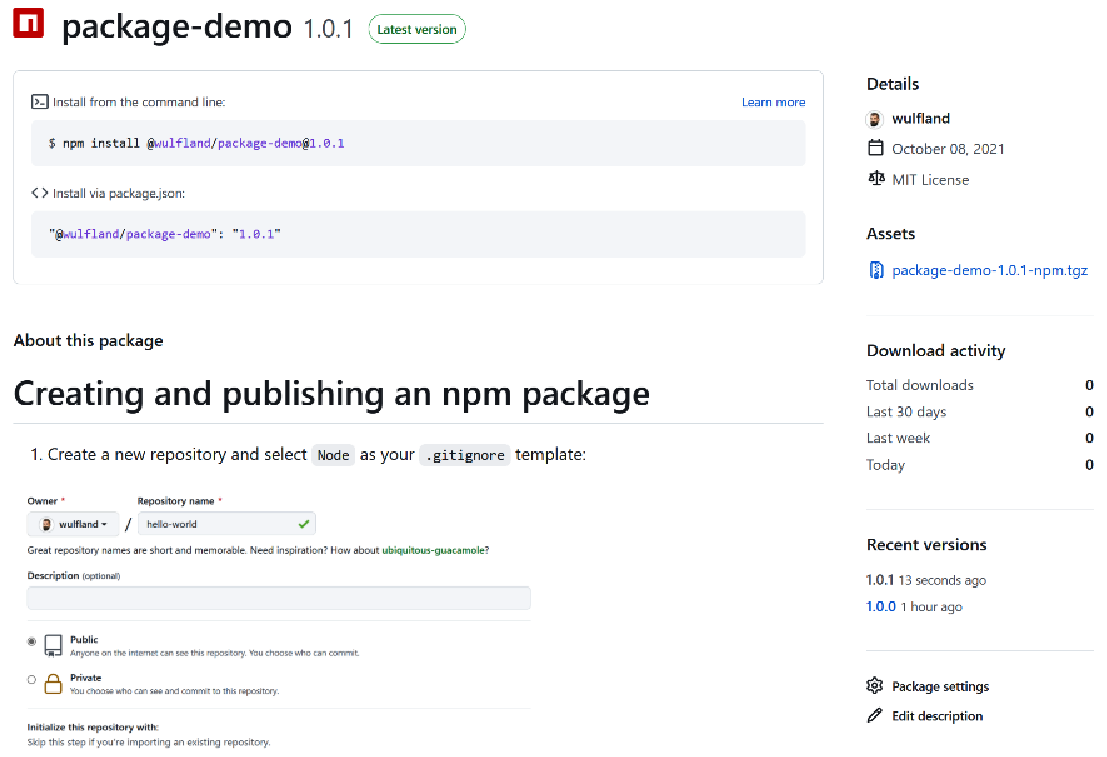 package-demo 1.0.1 Latest version
Install from the command line:
Learn more
$ npm install @wulfland/package-demo@1.0.1
Install via package.json:
"@wulfland/package-demo": "1.0.1"
About this package
Creating and publishing an npm package
1. Create a new repository and select Node as your .gitignore template:
Owner * Repository name *
wulfland / hello-world
Great repository names are short and memorable. Need inspiration? How about ubiquitous-guacamole?
Description (optional)
Public
Anyone on the internet can see this repository. You choose who can commit.
Private
You choose who can see and commit to this repository.
Initialize this repository with:
Skip this step if you're importing an existing repository.
Details
wulfland
October 08, 2021
MIT License
Assets
package-demo-1.0.1-npm.tgz
Download activity
Total downloads 0
Last 30 days 0
Last week 0
Today 0
Recent versions
1.0.1 13 seconds ago
1.0.0 1 hour ago
Package settings
Edit description